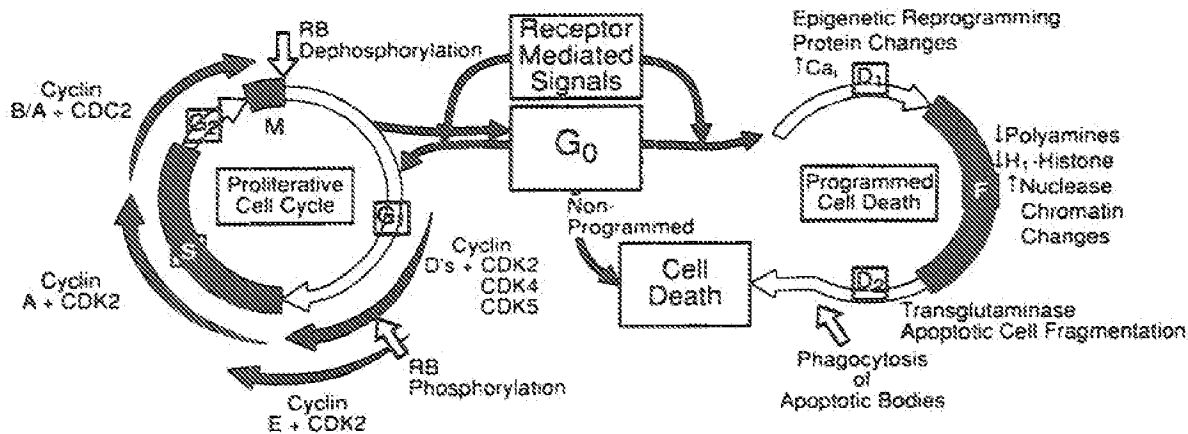 RB
Dephosphorylation
Cyclin
B/A + CDC2
G2
M
Proliferative
Cell Cycle
G1
S
Cyclin
A + CDK2
Cyclin
D's + CDK2
CDK4
CDK5
RB
Phosphorylation
Cyclin
E + CDK2
Receptor
Mediated
Signals
G0
Non-
Programmed
Cell
Death
Epigenetic Reprogramming
Protein Changes
↑Cai
D1
Programmed
Cell Death
F
↓Polyamines
↓H1-Histone
↑Nuclease
Chromatin
Changes
D2
Transglutaminase
Apoptotic Cell Fragmentation
Phagocytosis
of
Apoptotic Bodies